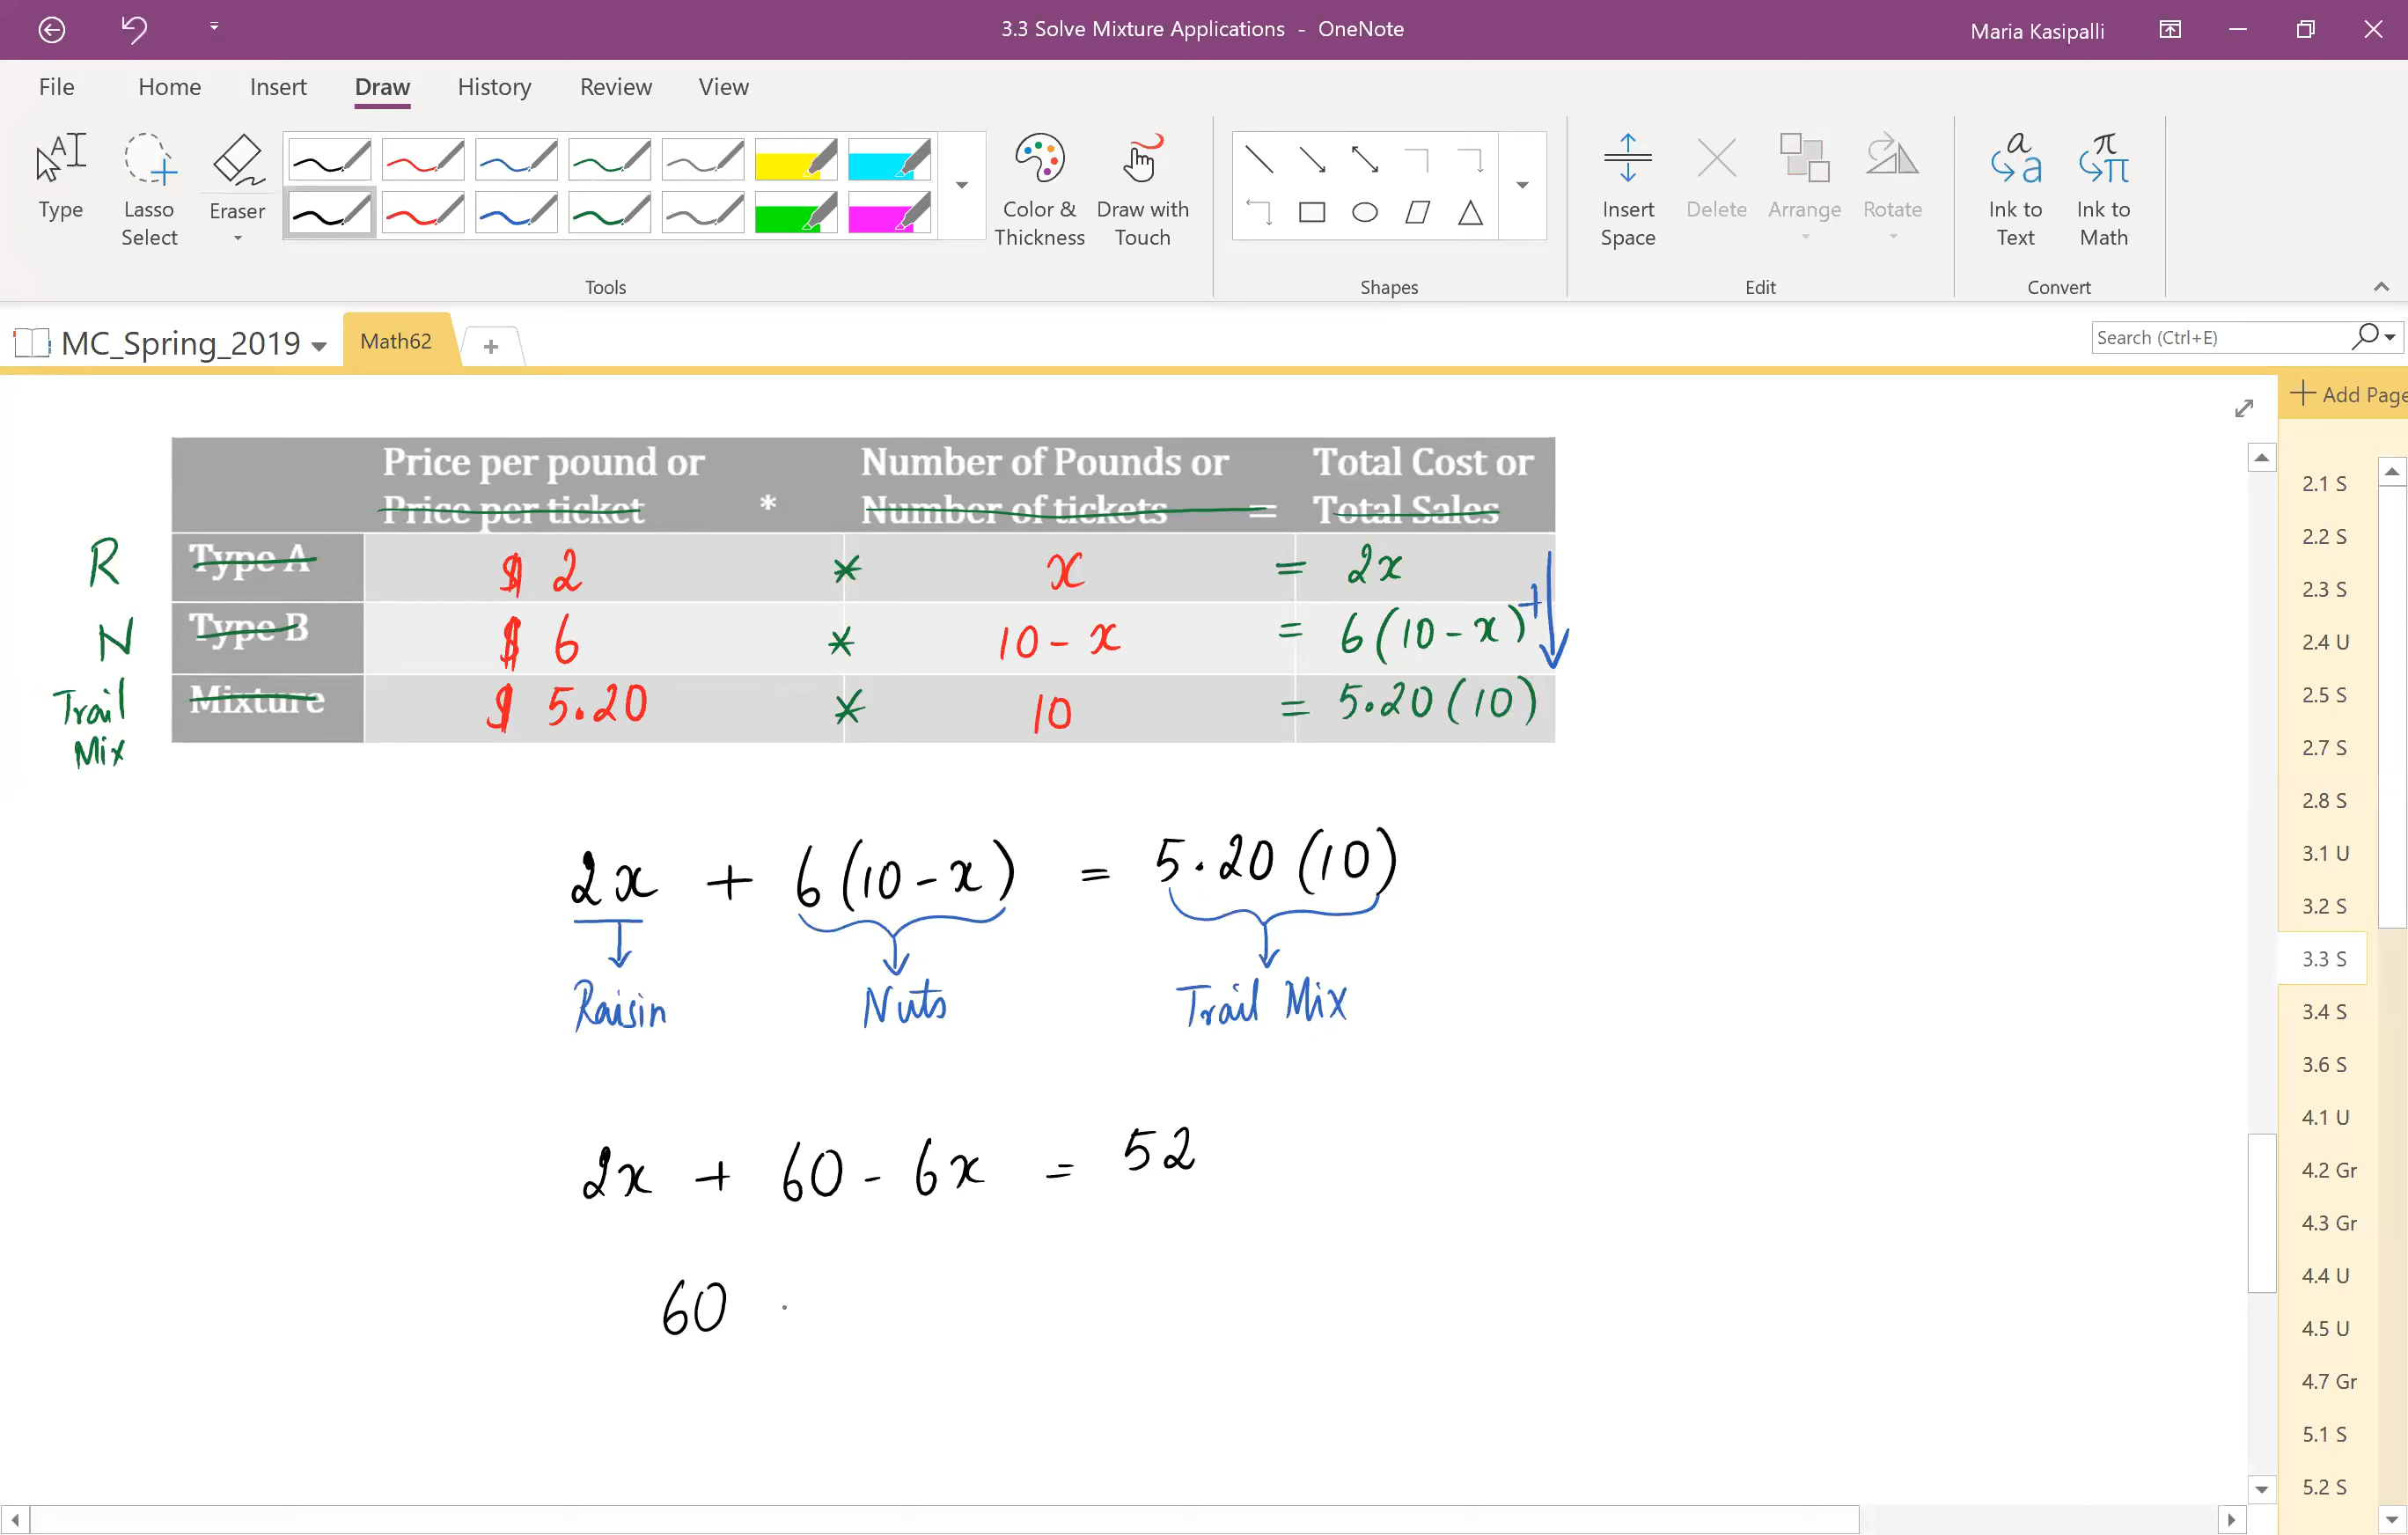 3.3 Solve Mixture Applications - OneNote
Maria Kasipalli
File Home Insert Draw History Review View
Type
Lasso Select
Eraser
Color & Thickness
Draw with Touch
Insert Space
Delete
Arrange
Rotate
Ink to Text
Ink to Math
Tools
Shapes
Edit
Convert
MC_Spring_2019
Math62
Search (Ctrl+E)
Add Page
Price per pound or Price per ticket * Number of Pounds or Number of tickets = Total Cost or Total Sales
R Type A $ 2 * x = 2x
N Type B $ 6 * 10 - x = 6(10 - x) +
Trail Mix Mixture $ 5.20 * 10 = 5.20(10)
2x + 6(10 - x) = 5.20(10)
Raisin Nuts Trail Mix
2x + 60 - 6x = 52
60
2.1 S
2.2 S
2.3 S
2.4 U
2.5 S
2.7 S
2.8 S
3.1 U
3.2 S
3.3 S
3.4 S
3.6 S
4.1 U
4.2 Gr
4.3 Gr
4.4 U
4.5 U
4.7 Gr
5.1 S
5.2 S